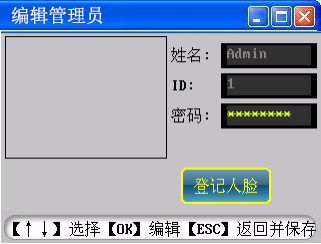 编辑管理员
姓名: Admin
ID: 1
密码: ********
登记人脸
【↑↓】选择【OK】编辑【ESC】返回并保存